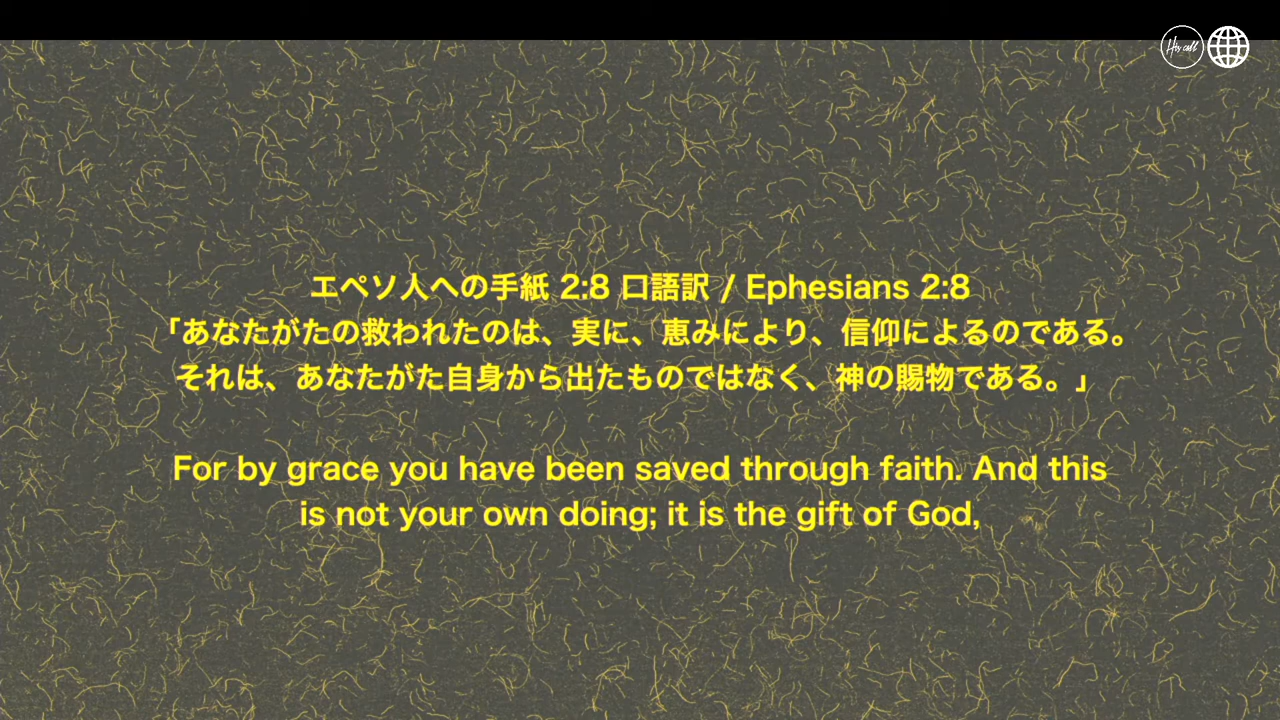 His call
エペソ人への手紙 2:8 口語訳 / Ephesians 2:8
「あなたがたの救われたのは、実に、恵みにより、信仰によるのである。
それは、あなたがた自身から出たものではなく、神の賜物である。」
For by grace you have been saved through faith. And this
is not your own doing; it is the gift of God,